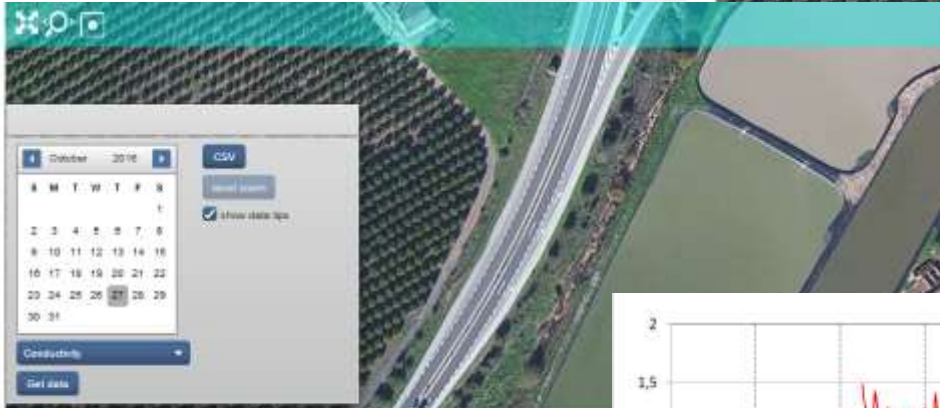 October 2016
CSV
S M T W T F S
show data tips
1
2 3 4 5 6 7 8
9 10 11 12 13 14 15
16 17 18 19 20 21 22
23 24 25 26 27 28 29
30 31
Conductivity
Get data
2
1,5